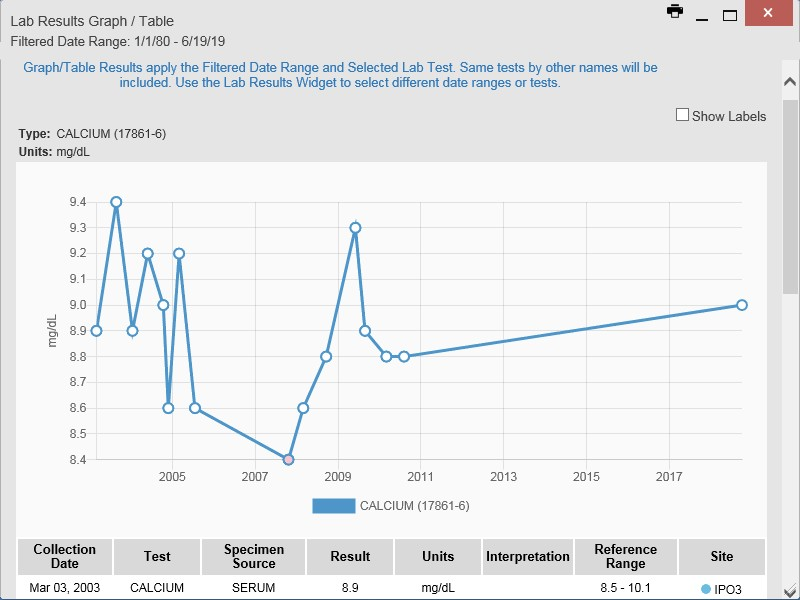 Lab Results Graph / Table
Filtered Date Range: 1/1/80 - 6/19/19
Graph/Table Results apply the Filtered Date Range and Selected Lab Test. Same tests by other names will be
included. Use the Lab Results Widget to select different date ranges or tests.
Show Labels
Type: CALCIUM (17861-6)
Units: mg/dL
9.4
9.3
9.2
9.1
9.0
8.9
8.8
8.7
8.6
8.5
8.4
mg/dL
2005 2007 2009 2011 2013 2015 2017
CALCIUM (17861-6)
Collection Date Test Specimen Source Result Units Interpretation Reference Range Site
Mar 03, 2003 CALCIUM SERUM 8.9 mg/dL 8.5 - 10.1 IPO3